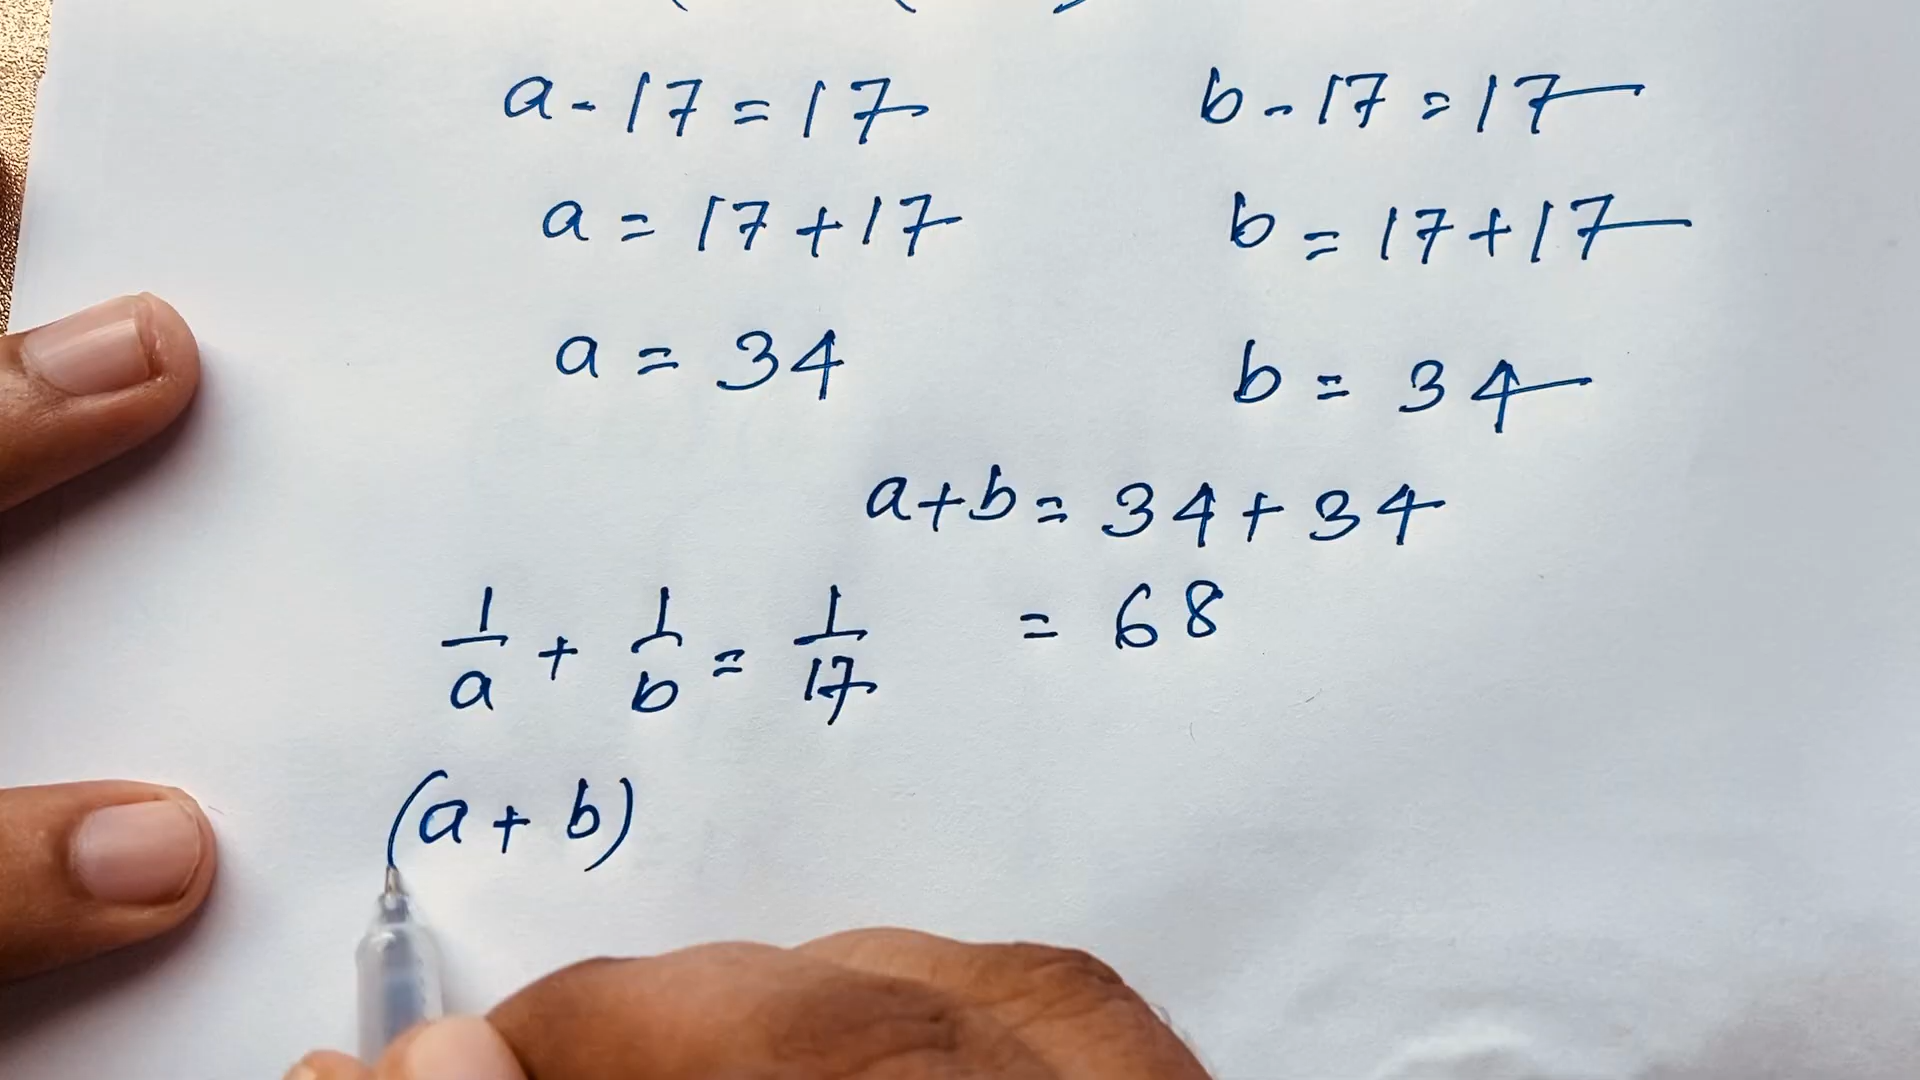 a - 17 = 17 b - 17 = 17
a = 17 + 17 b = 17 + 17
a = 34 b = 34
a + b = 34 + 34
1/a + 1/b = 1/17 = 68
(a + b)